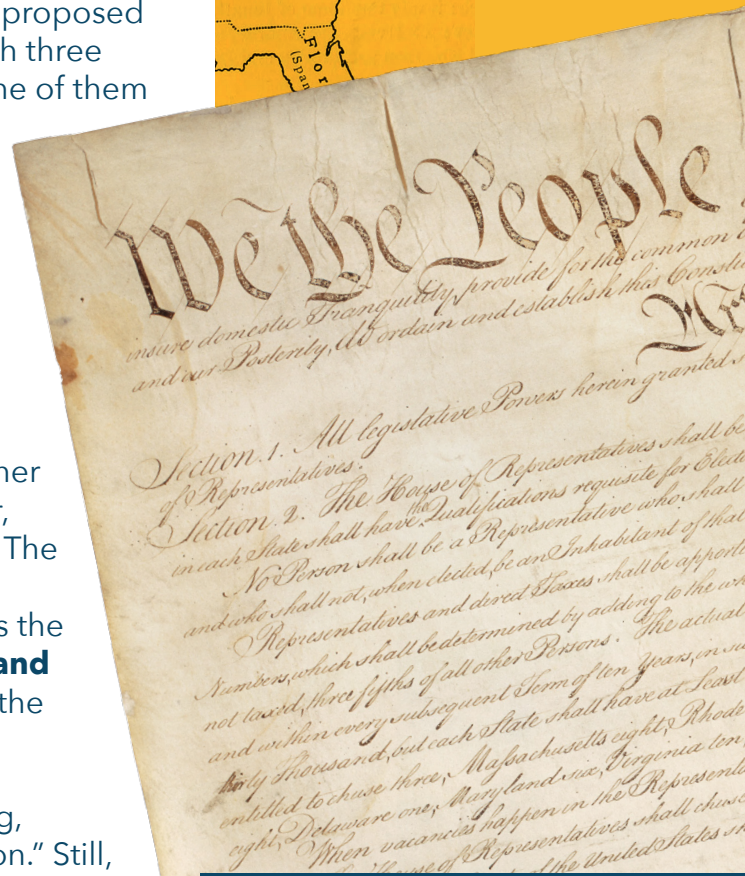 proposed
h three
ne of them
Flor
(Span
We the People
insure domestic Tranquility, provide for the common
and our Posterity, do ordain and establish this Consti
Section. 1. All legislative Powers herein granted s
of Representatives.
Section. 2. The House of Representatives shall be
in each State shall have the Qualifications requisite for Elect
No Person shall be a Representative who shall
and who shall not, when elected, be an Inhabitant of that
Representatives and direct Taxes shall be apporti
Numbers, which shall be determined by adding to the wh
not taxed, three fifths of all other Persons. The actual
and within every subsequent Term of ten Years, in su
thirty Thousand, but each State shall have at Least
entitled to chuse three, Massachusetts eight, Rhode
eight, Delaware one, Maryland six, Virginia ten,
When vacancies happen in the Representa
House of Representatives shall chuse
of the United States sh
her
r,
The
s the
and
the
g,
on.” Still,